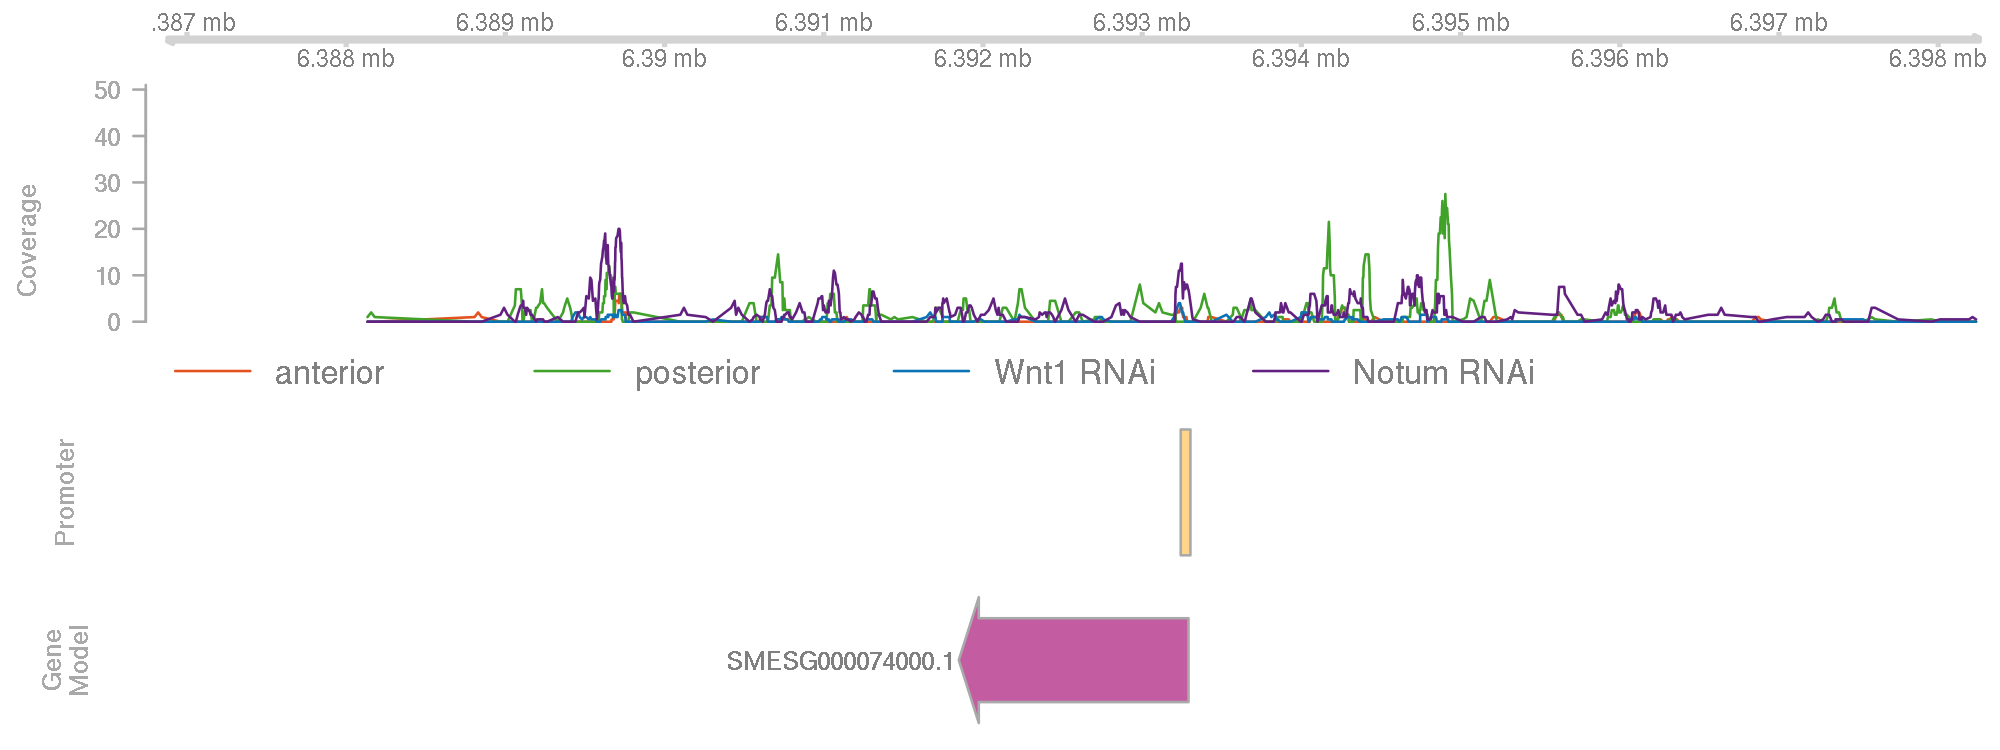 .387 mb 6.389 mb 6.391 mb 6.393 mb 6.395 mb 6.397 mb
6.388 mb 6.39 mb 6.392 mb 6.394 mb 6.396 mb 6.398 mb
50
40
30
20
10
0
Coverage
anterior posterior Wnt1 RNAi Notum RNAi
Promoter
Gene
Model
SMESG000074000.1